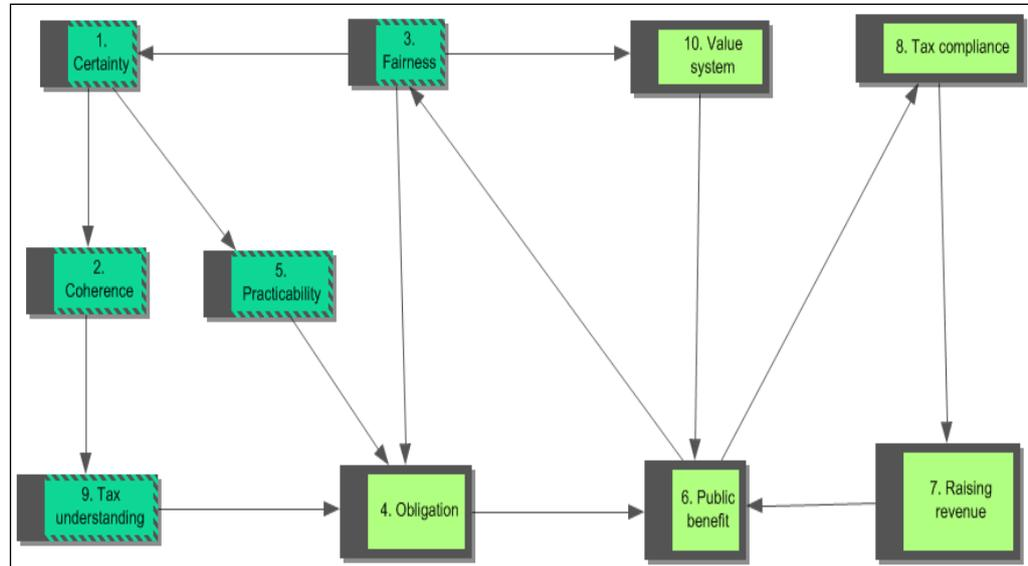 1.
Certainty
3.
Fairness
10. Value
system
8. Tax compliance
2.
Coherence
5.
Practicability
9. Tax
understanding
4. Obligation
6. Public
benefit
7. Raising
revenue